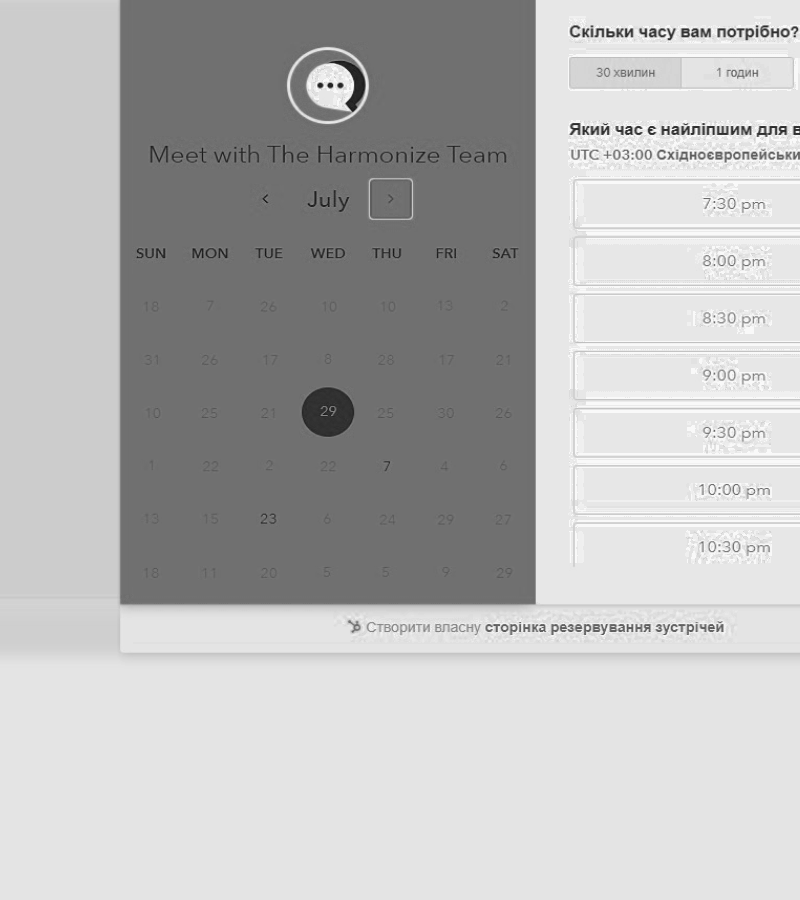 Meet with The Harmonize Team
July
SUN MON TUE WED THU FRI SAT
18 7 26 10 10 13 2
31 26 17 8 28 17 21
10 25 21 29 25 30 26
1 22 2 22 7 4 6
13 15 23 6 24 29 27
18 11 20 5 5 9 29
Скільки часу вам потрібно?
30 хвилин 1 годин
Який час є найліпшим для в
UTC +03:00 Східноєвропейськи
7:30 pm
8:00 pm
8:30 pm
9:00 pm
9:30 pm
10:00 pm
10:30 pm
Створити власну сторінка резервування зустрічей